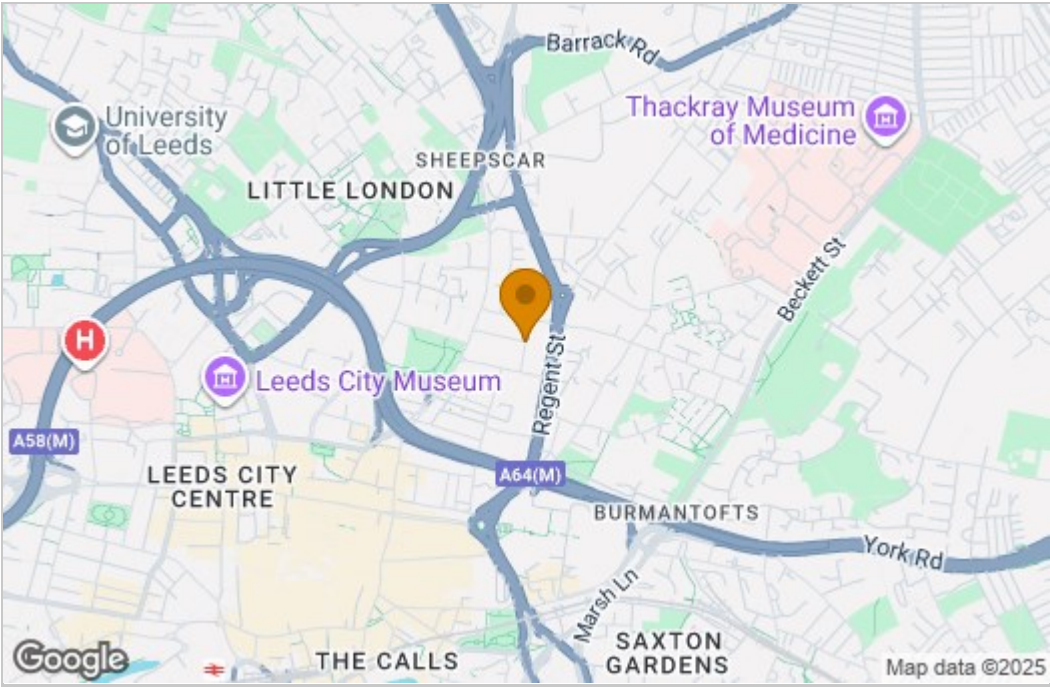 Barrack Rd
Thackray Museum
of Medicine
University
of Leeds
SHEEPSCAR
LITTLE LONDON
Beckett St
H
Leeds City Museum
Regent St
A58(M)
LEEDS CITY
CENTRE
A64(M)
BURMANTOFTS
York Rd
Marsh Ln
SAXTON
GARDENS
THE CALLS
Google
Map data ©2025